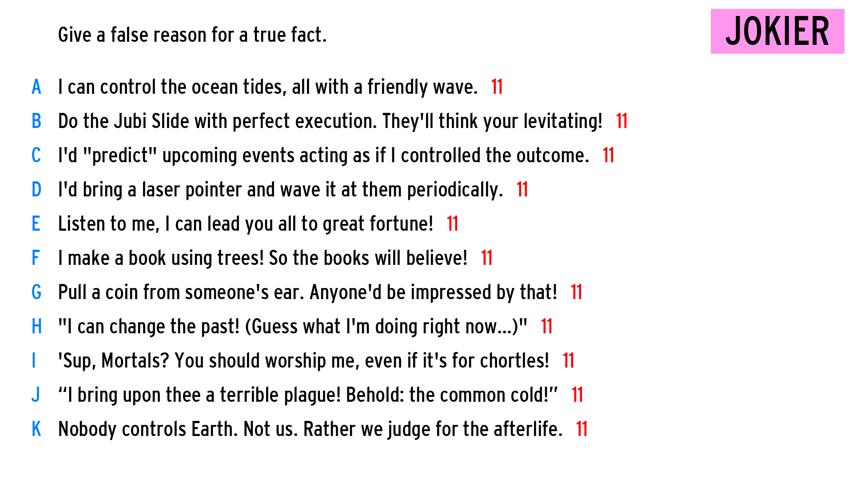 Give a false reason for a true fact.
JOKIER
A I can control the ocean tides, all with a friendly wave. 11
B Do the Jubi Slide with perfect execution. They'll think your levitating! 11
C I'd "predict" upcoming events acting as if I controlled the outcome. 11
D I'd bring a laser pointer and wave it at them periodically. 11
E Listen to me, I can lead you all to great fortune! 11
F I make a book using trees! So the books will believe! 11
G Pull a coin from someone's ear. Anyone'd be impressed by that! 11
H "I can change the past! (Guess what I'm doing right now...)" 11
I 'Sup, Mortals? You should worship me, even if it's for chortles! 11
J “I bring upon thee a terrible plague! Behold: the common cold!” 11
K Nobody controls Earth. Not us. Rather we judge for the afterlife. 11